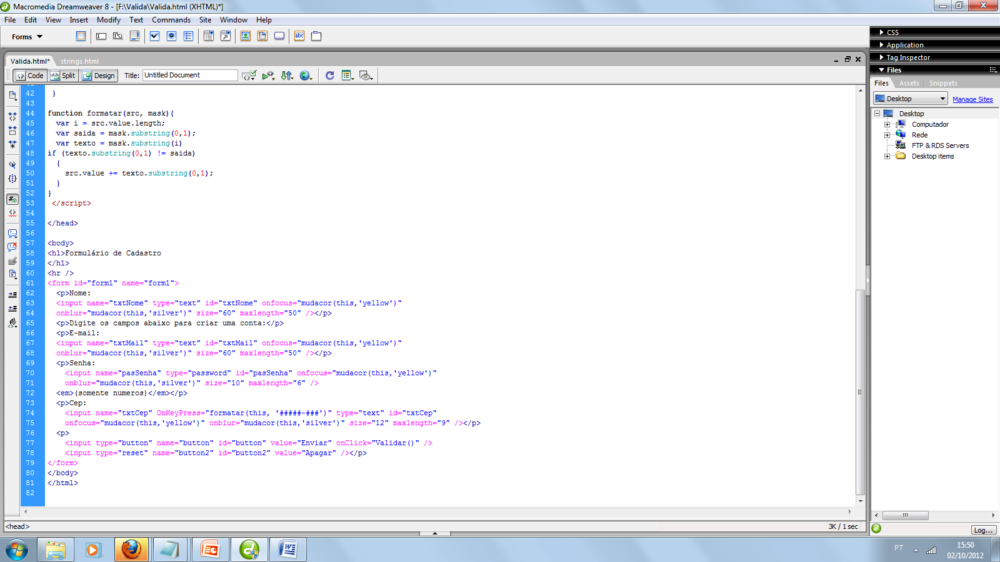 Macromedia Dreamweaver 8 - [F:\Valida\Valida.html (XHTML)*]
File Edit View Insert Modify Text Commands Site Window Help
Forms
abc
Valida.html* strings.html
Code Split Design Title: Untitled Document
42 }
43
44 function formatar(src, mask){
45 var i = src.value.length;
46 var saida = mask.substring(0,1);
47 var texto = mask.substring(i)
48 if (texto.substring(0,1) != saida)
49 {
50 src.value += texto.substring(0,1);
51 }
52 }
53 </script>
54
55 </head>
56
57 <body>
58 <h1>Formulário de Cadastro
59 </h1>
60 <hr />
61 <form id="form1" name="form1">
62 <p>Nome:
63 <input name="txtNome" type="text" id="txtNome" onfocus="mudacor(this,'yellow')"
64 onblur="mudacor(this,'silver')" size="60" maxlength="50" /></p>
65 <p>Digite os campos abaixo para criar uma conta:</p>
66 <p>E-mail:
67 <input name="txtMail" type="text" id="txtMail" onfocus="mudacor(this,'yellow')"
68 onblur="mudacor(this,'silver')" size="60" maxlength="50" /></p>
69 <p>Senha:
70 <input name="pasSenha" type="password" id="pasSenha" onfocus="mudacor(this,'yellow')"
71 onblur="mudacor(this,'silver')" size="10" maxlength="6" />
72 <em>(somente numeros)</em></p>
73 <p>Cep:
74 <input name="txtCep" OnKeyPress="formatar(this, '#####-###')" type="text" id="txtCep"
75 onfocus="mudacor(this,'yellow')" onblur="mudacor(this,'silver')" size="12" maxlength="9" /></p>
76 <p>
77 <input type="button" name="button" id="button" value="Enviar" onClick="Validar()" />
78 <input type="reset" name="button2" id="button2" value="Apagar" /></p>
79 </form>
80 </body>
81 </html>
82
<head>
3K / 1 sec
CSS
Application
Tag Inspector
Files
Files Assets Snippets
Desktop Manage Sites
Desktop
Computador
Rede
FTP & RDS Servers
Desktop items
Log...
PT
15:50
02/10/2012